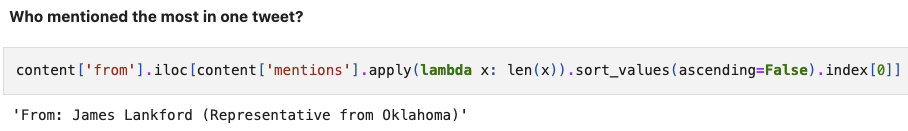 Who mentioned the most in one tweet?
content['from'].iloc[content['mentions'].apply(lambda x: len(x)).sort_values(ascending=False).index[0]]
'From: James Lankford (Representative from Oklahoma)'